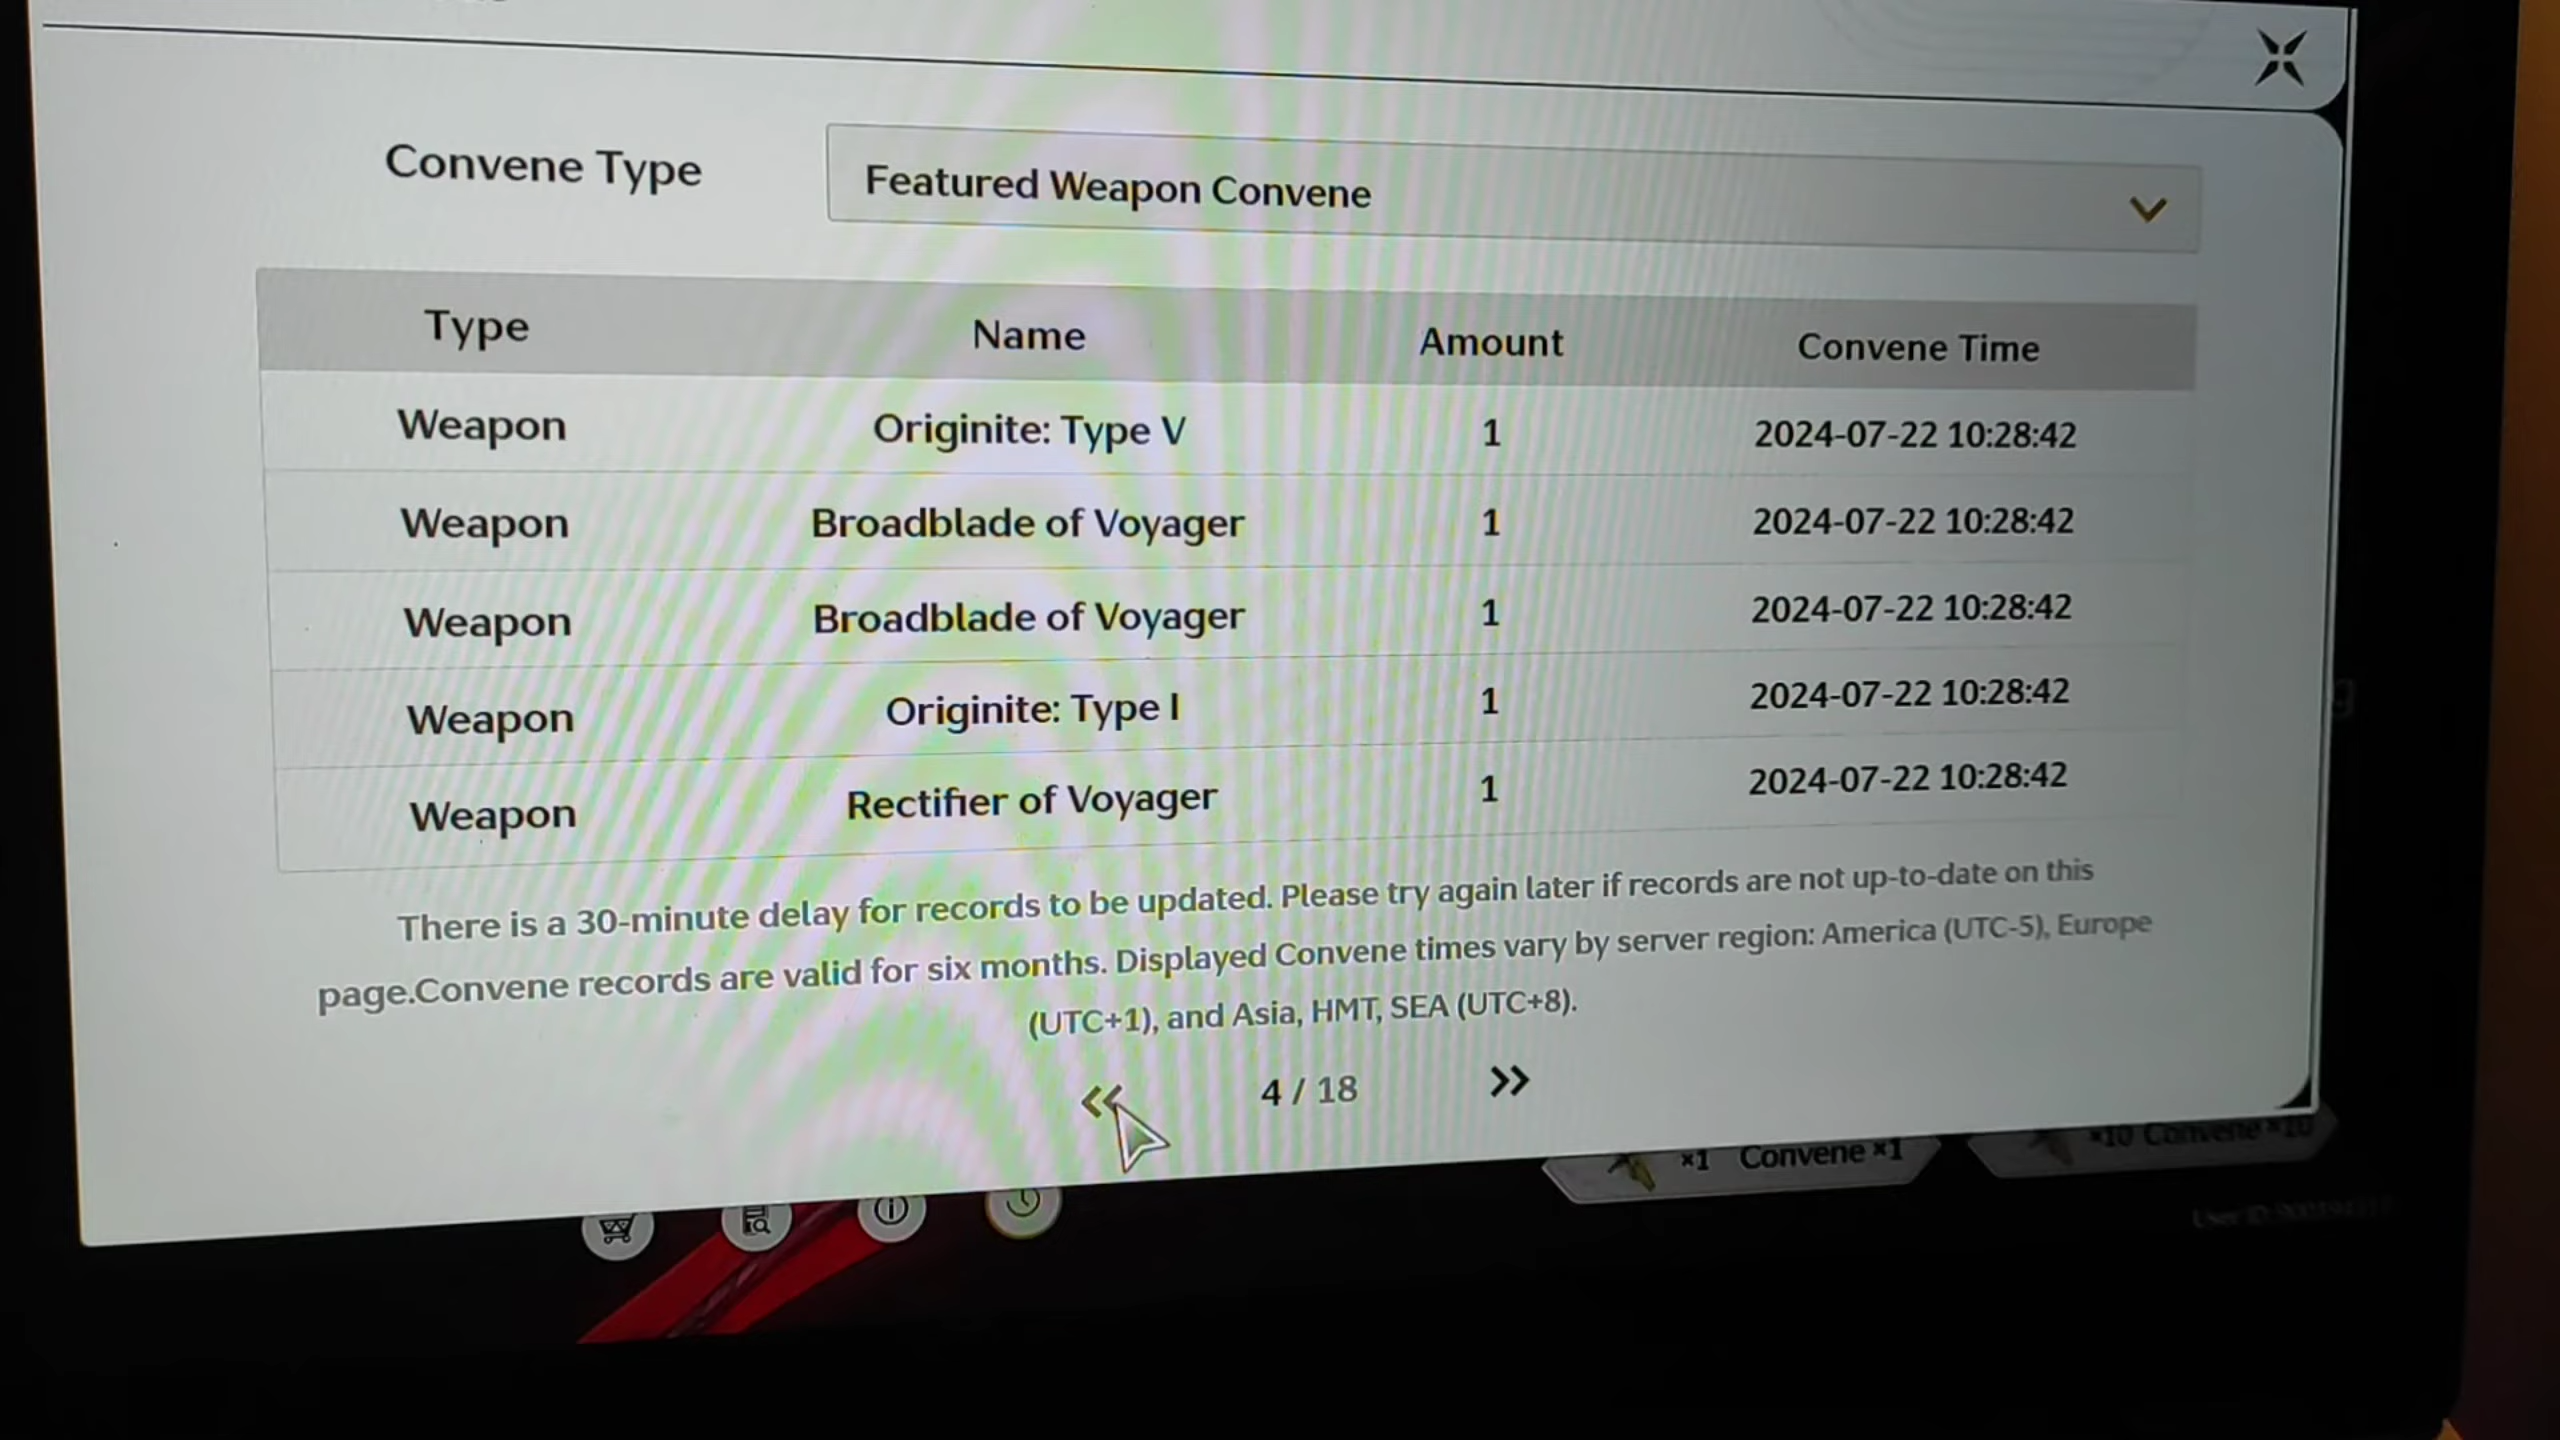 Convene Type
Featured Weapon Convene
Type Name Amount Convene Time
Weapon Originite: Type V 1 2024-07-22 10:28:42
Weapon Broadblade of Voyager 1 2024-07-22 10:28:42
Weapon Broadblade of Voyager 1 2024-07-22 10:28:42
Weapon Originite: Type I 1 2024-07-22 10:28:42
Weapon Rectifier of Voyager 1 2024-07-22 10:28:42
There is a 30-minute delay for records to be updated. Please try again later if records are not up-to-date on this
page.Convene records are valid for six months. Displayed Convene times vary by server region: America (UTC-5), Europe
(UTC+1), and Asia, HMT, SEA (UTC+8).
4 / 18
×1 Convene ×1
×10 Convene ×10
User ID: